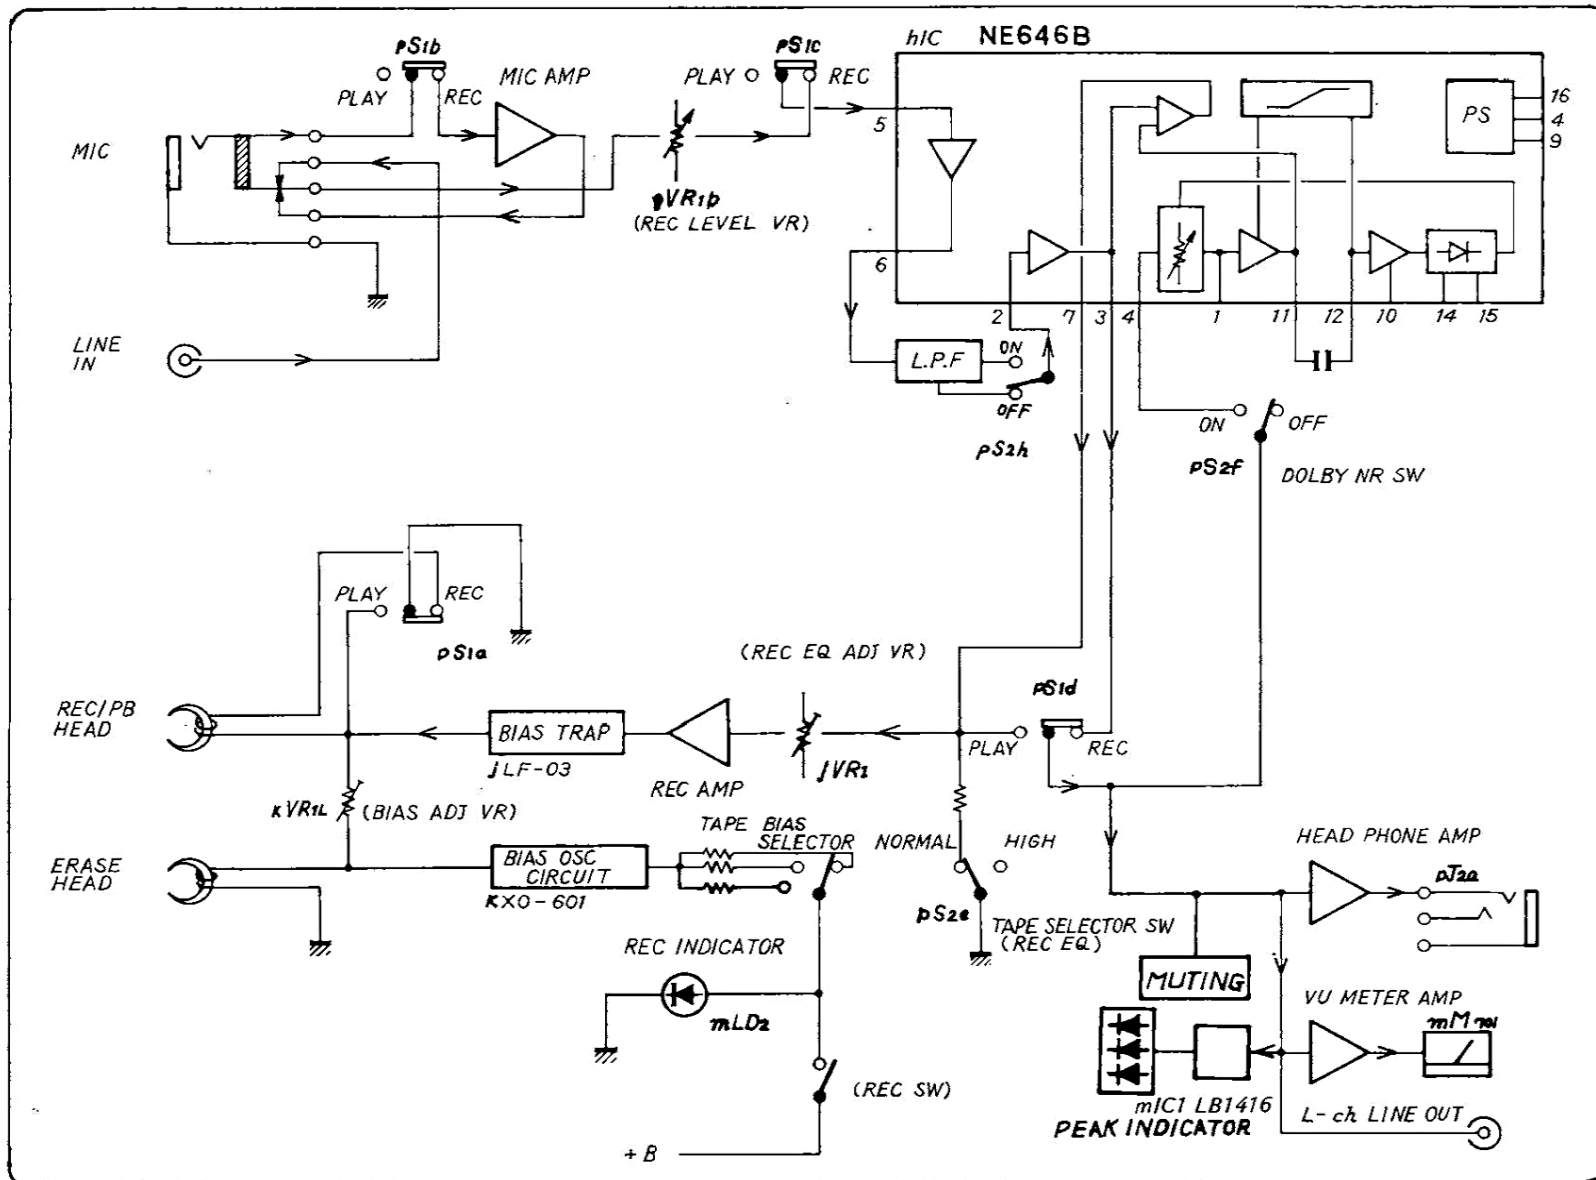 hIC NE646B
pS1b
pS1c
PLAY
REC
MIC AMP
PLAY
REC
MIC
pVR1b
(REC LEVEL VR)
5
6
PS
16
4
9
2
7
3
4
1
11
12
10
14
15
LINE
IN
L.P.F
ON
OFF
pS2h
ON
OFF
pS2f
DOLBY NR SW
PLAY
REC
pS1a
(REC EQ ADJ VR)
pS1d
REC/PB
HEAD
BIAS TRAP
jLF-03
REC AMP
jVR1
PLAY
REC
KVR1L
(BIAS ADJ VR)
TAPE BIAS
SELECTOR
NORMAL
HIGH
ERASE
HEAD
BIAS OSC
CIRCUIT
KXO-601
pS2e
TAPE SELECTOR SW
(REC EQ)
HEAD PHONE AMP
pJ2a
REC INDICATOR
mLD2
MUTING
VU METER AMP
mM701
(REC SW)
mIC1 LB1416
PEAK INDICATOR
L-ch LINE OUT
+B